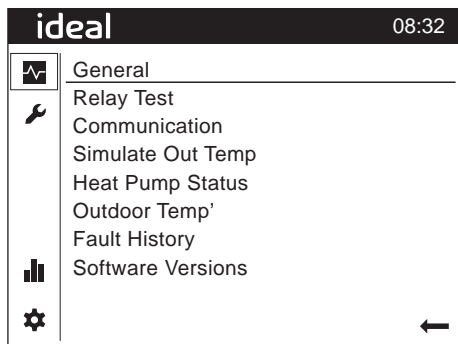 ideal 08:32
General
Relay Test
Communication
Simulate Out Temp
Heat Pump Status
Outdoor Temp'
Fault History
Software Versions